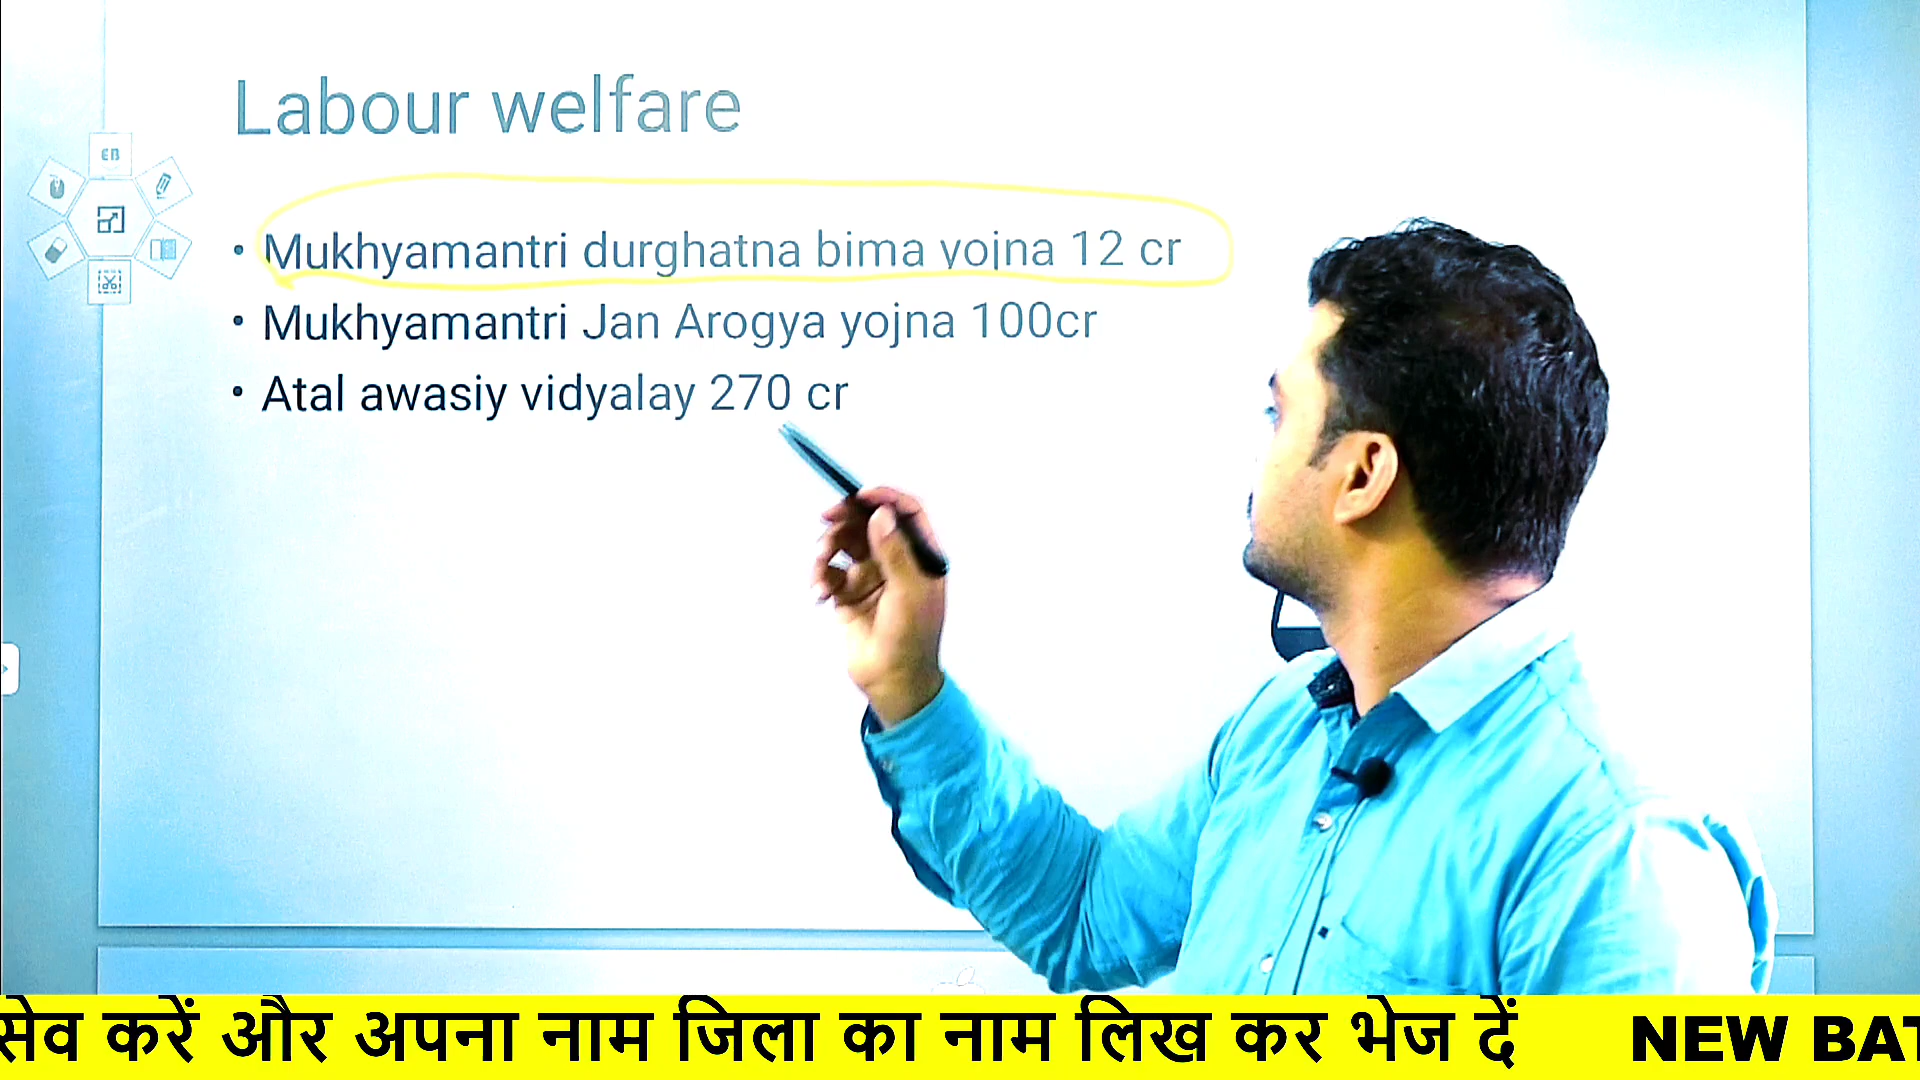 Labour welfare
EB
• Mukhyamantri durghatna bima yojna 12 cr
• Mukhyamantri Jan Arogya yojna 100cr
• Atal awasiy vidyalay 270 cr
सेव करें और अपना नाम जिला का नाम लिख कर भेज दें NEW BAT